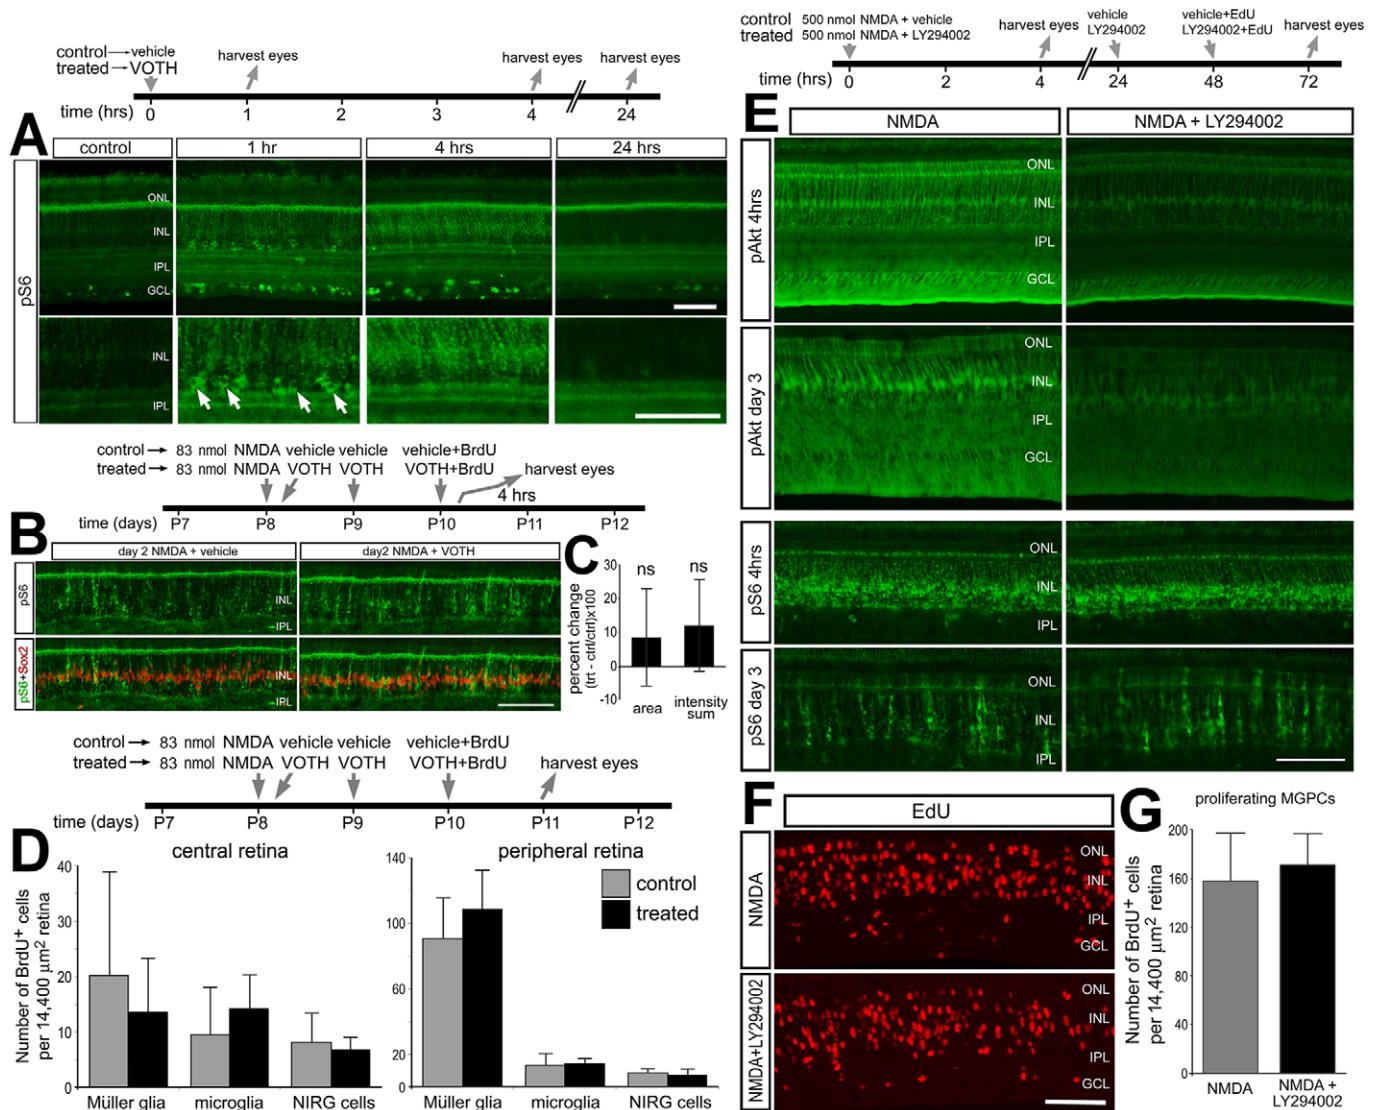 control→vehicle
treated→VOTH
harvest eyes
harvest eyes
harvest eyes
time (hrs)
0
1
2
3
4
24
A
control
1 hr
4 hrs
24 hrs
pS6
ONL
INL
IPL
GCL
INL
IPL
control→ 83 nmol NMDA vehicle vehicle vehicle+BrdU
treated→ 83 nmol NMDA VOTH VOTH VOTH+BrdU
harvest eyes
4 hrs
time (days)
P7
P8
P9
P10
P11
P12
B
day 2 NMDA + vehicle
day2 NMDA + VOTH
pS6
INL
IPL
pS6+Sox2
INL
IPL
C
percent change
(trt - ctrl/ctrl)x100
30
20
10
0
-10
ns
ns
area
intensity
sum
control→ 83 nmol NMDA vehicle vehicle vehicle+BrdU
treated→ 83 nmol NMDA VOTH VOTH VOTH+BrdU
harvest eyes
time (days)
P7
P8
P9
P10
P11
P12
D
central retina
Number of BrdU+ cells
per 14,400 µm2 retina
40
30
20
10
0
Müller glia
microglia
NIRG cells
peripheral retina
140
100
60
20
0
control
treated
Müller glia
microglia
NIRG cells
control 500 nmol NMDA + vehicle
treated 500 nmol NMDA + LY294002
harvest eyes
vehicle
LY294002
vehicle+EdU
LY294002+EdU
harvest eyes
time (hrs)
0
2
4
24
48
72
E
NMDA
NMDA + LY294002
pAkt 4hrs
ONL
INL
IPL
GCL
pAkt day 3
ONL
INL
IPL
GCL
pS6 4hrs
ONL
INL
IPL
pS6 day 3
ONL
INL
IPL
F
EdU
NMDA
ONL
INL
IPL
GCL
NMDA+LY294002
ONL
INL
IPL
GCL
G
proliferating MGPCs
Number of BrdU+ cells
per 14,400 µm2 retina
200
160
120
80
40
0
NMDA
NMDA +
LY294002